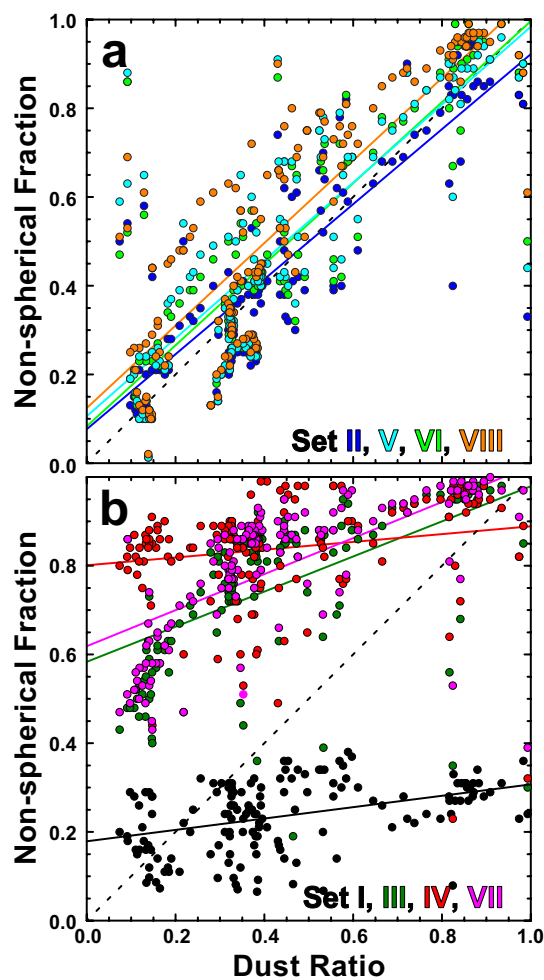 a
1.0
0.8
0.6
0.4
0.2
0.0
Non-spherical Fraction
Set II, V, VI, VIII
b
1.0
0.8
0.6
0.4
0.2
0.0
Non-spherical Fraction
Set I, III, IV, VII
0.0 0.2 0.4 0.6 0.8 1.0
Dust Ratio